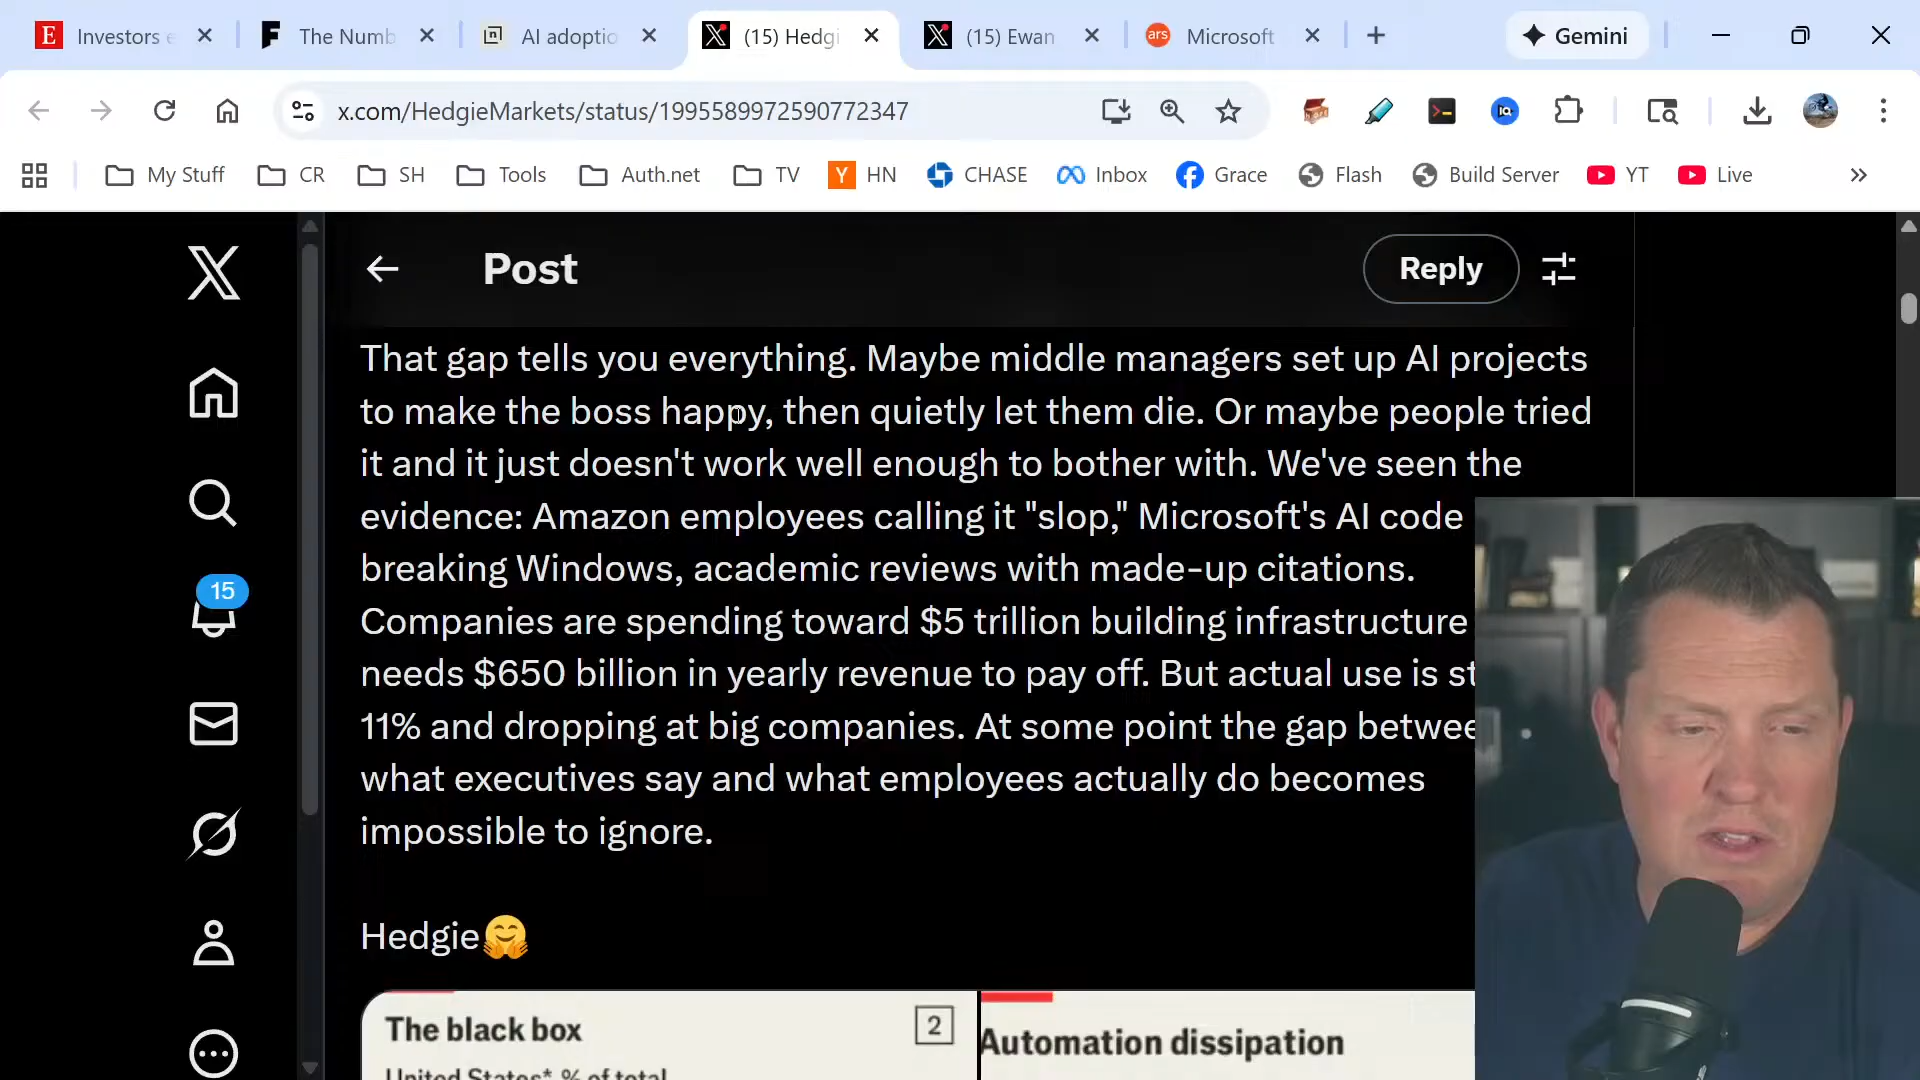 Investors e
The Numb
AI adoptio
(15) Hedgi
(15) Ewan
ars
Microsoft
Gemini
x.com/HedgieMarkets/status/1995589972590772347
My Stuff
CR
SH
Tools
Auth.net
TV
HN
CHASE
Inbox
Grace
Flash
Build Server
YT
Live
Post
Reply
15
That gap tells you everything. Maybe middle managers set up AI projects
to make the boss happy, then quietly let them die. Or maybe people tried
it and it just doesn't work well enough to bother with. We've seen the
evidence: Amazon employees calling it "slop," Microsoft's AI code
breaking Windows, academic reviews with made-up citations.
Companies are spending toward $5 trillion building infrastructure
needs $650 billion in yearly revenue to pay off. But actual use is st
11% and dropping at big companies. At some point the gap betwee
what executives say and what employees actually do becomes
impossible to ignore.
Hedgie🤗
The black box
2
United States*, % of total
Automation dissipation